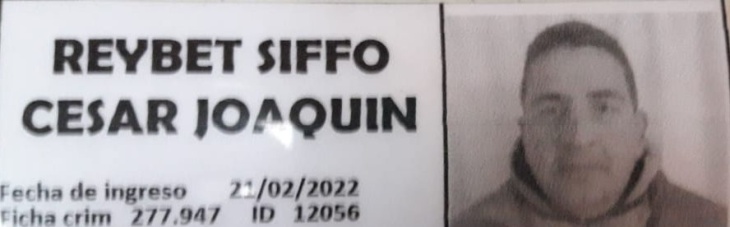 REYBET SIFFO
CESAR JOAQUIN
Fecha de ingreso 21/02/2022
Ficha crim 277.947 ID 12056